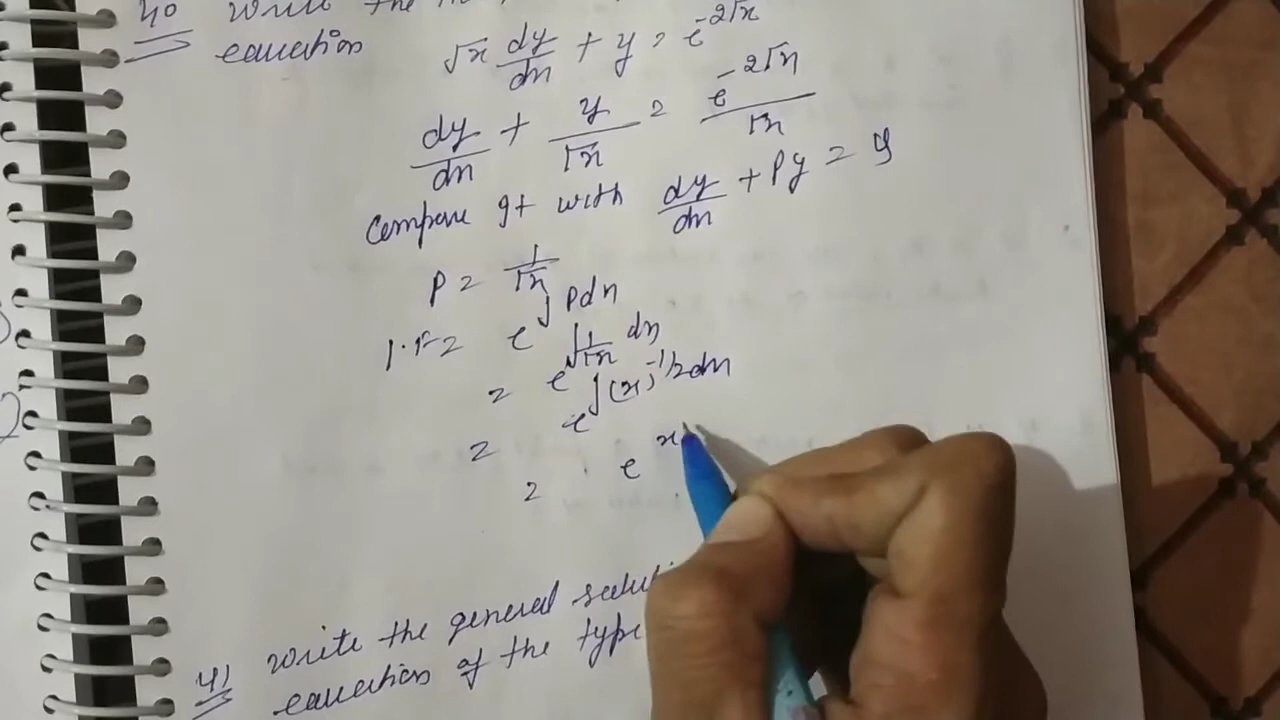 40 Write the
equation √x dy/dx + y = e^-2√x
dy/dx + y/√x = e^-2√x/√x
Compare It with dy/dx + Py = Q
P = 1/√x
I.F = e^∫Pdx
= e^∫1/√x dx
= e^∫(x)^-1/2 dx
= e^x
41) Write the general
equation of the type